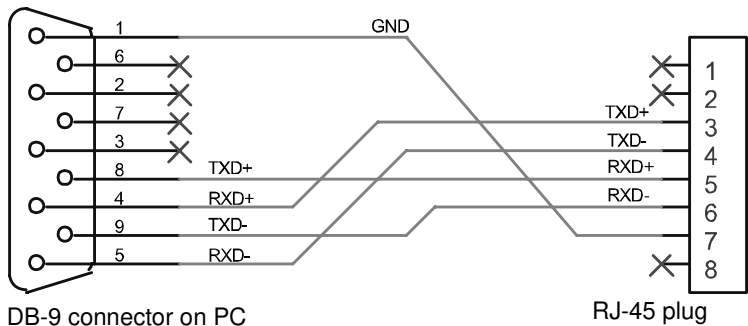 1 GND
6
2
7
3
8 TXD+
4 RXD+
9 TXD-
5 RXD-
1
2
TXD+ 3
TXD- 4
RXD+ 5
RXD- 6
7
8
DB-9 connector on PC
RJ-45 plug